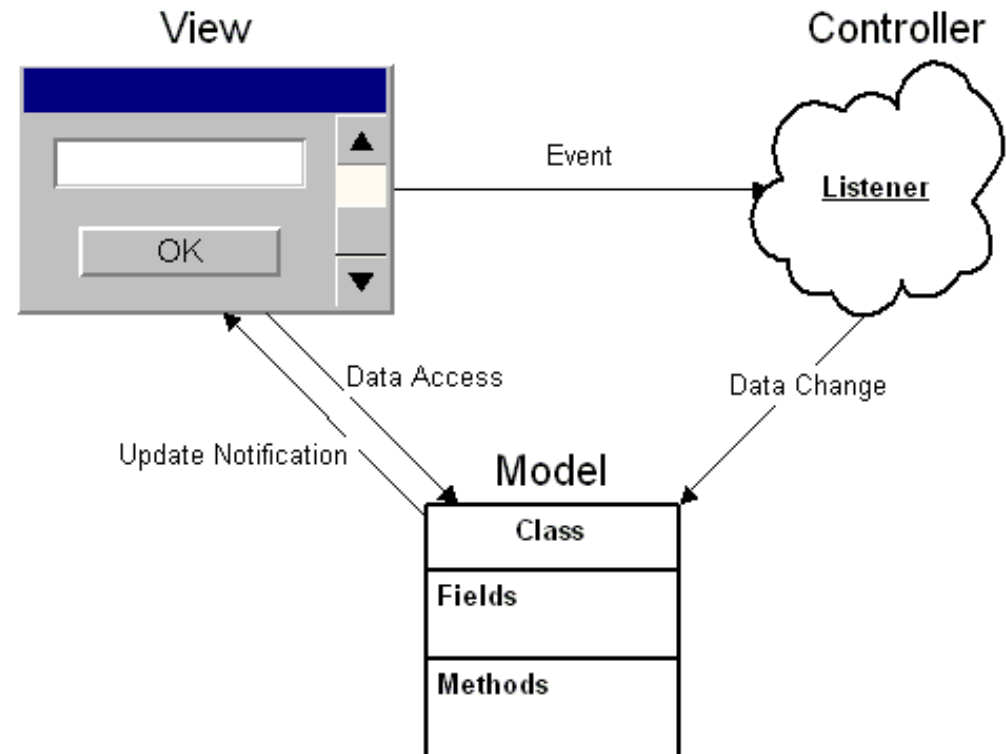 View
Controller
Event
Listener
OK
Data Access
Data Change
Update Notification
Model
Class
Fields
Methods